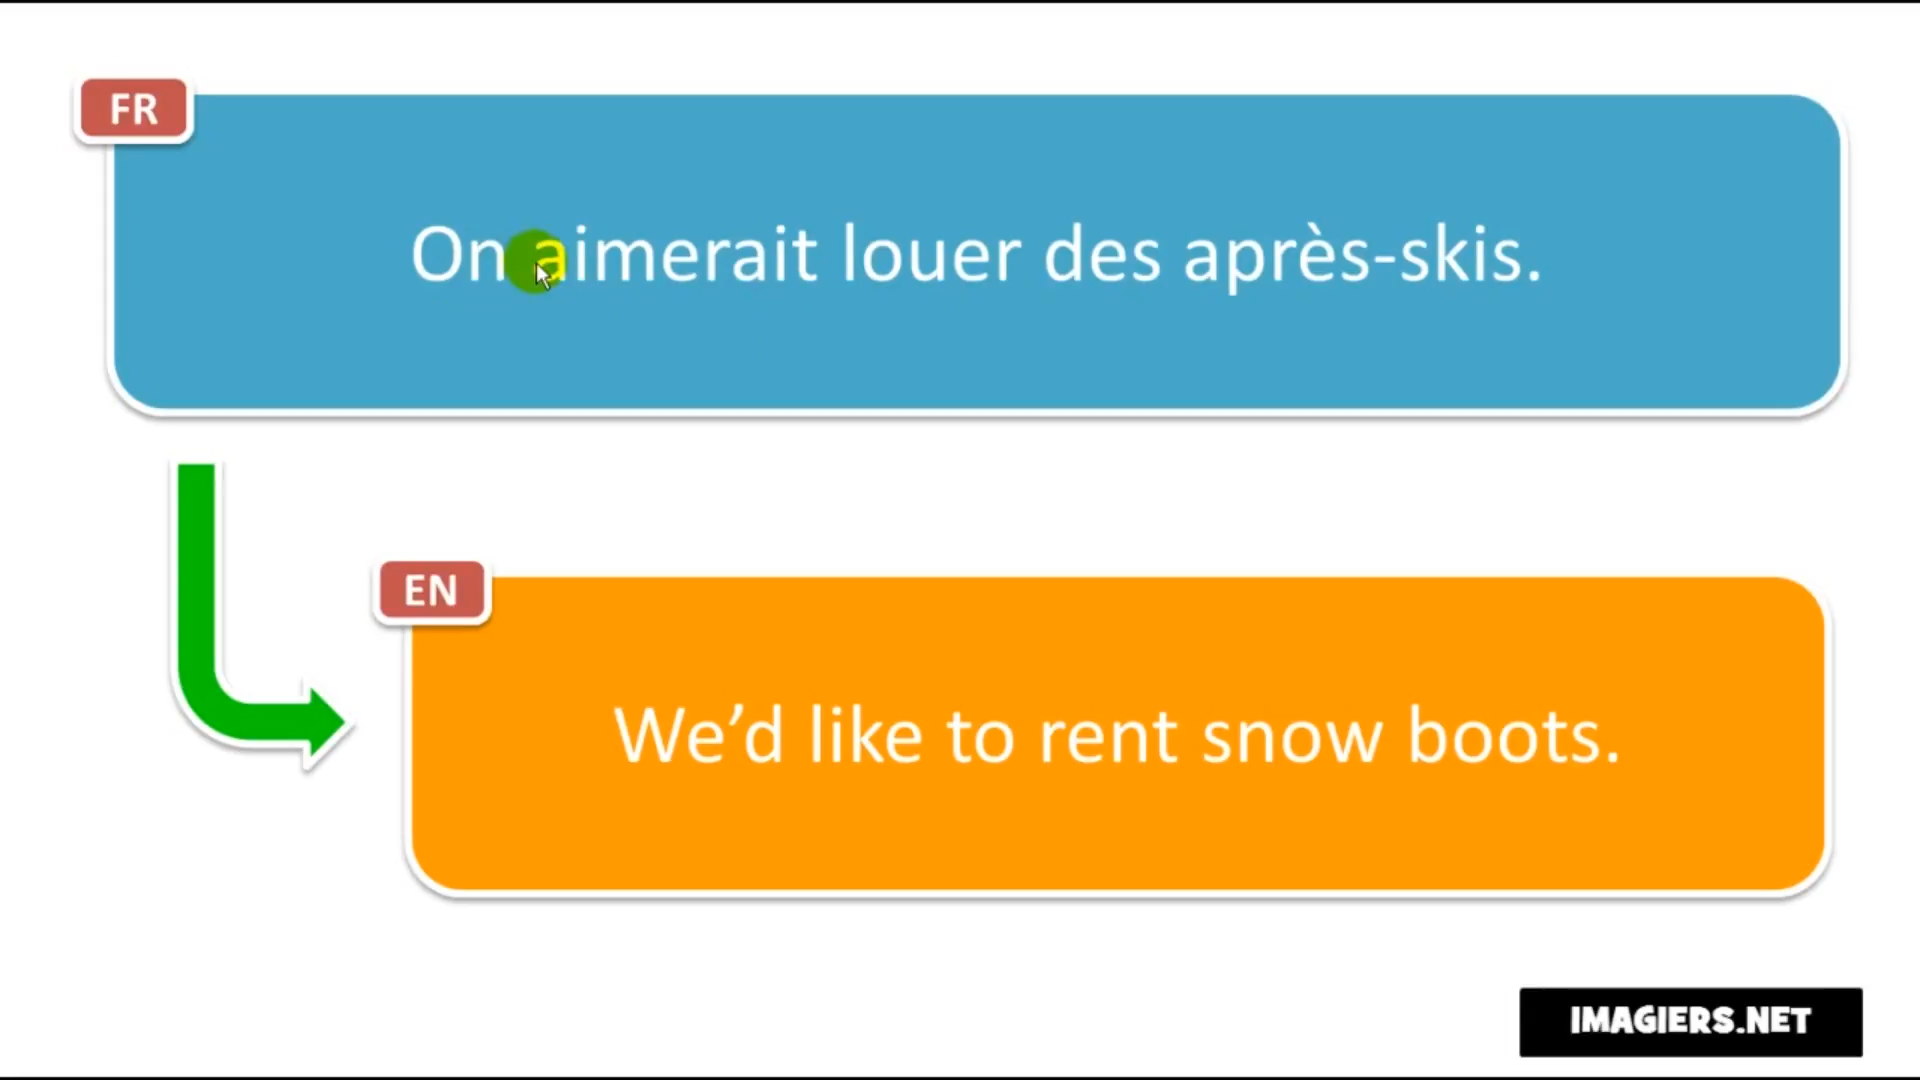 FR
On aimerait louer des après-skis.
EN
We’d like to rent snow boots.
IMAGIERS.NET